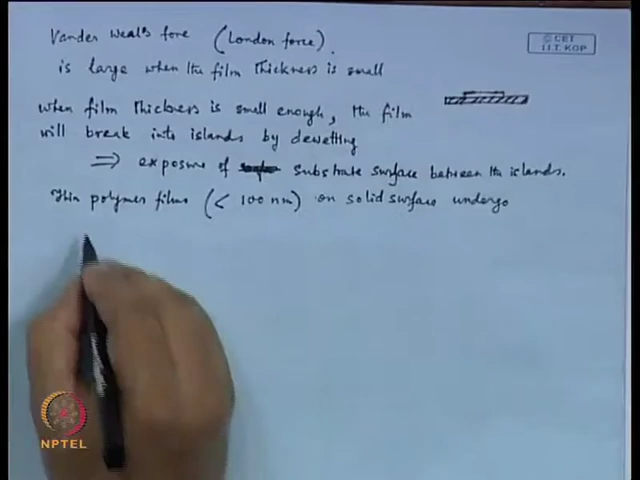 Vander Weal's force (London force).
is large when the film thickness is small
when film thickness is small enough, the film
will break into islands by dewetting
⇒ exposure of substrate surface between the islands.
Thin polymer films (< 100 nm) on solid surface undergo
© CET
I.I.T. KGP
NPTEL